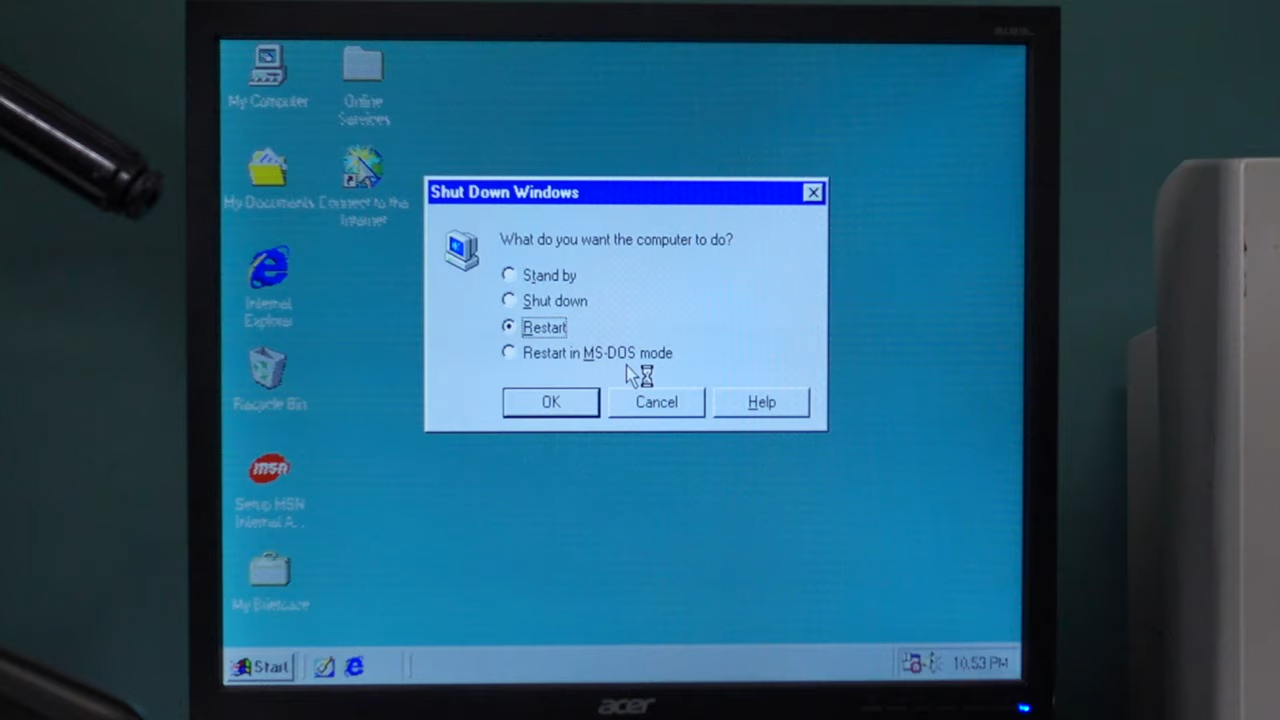 My Computer
Online
Services
My Documents
Connect to the
Internet
Internet
Explorer
Recycle Bin
msn
Setup MSN
Internet A...
My Briefcase
Shut Down Windows
What do you want the computer to do?
Stand by
Shut down
Restart
Restart in MS-DOS mode
OK
Cancel
Help
Start
10.53 PM
acer